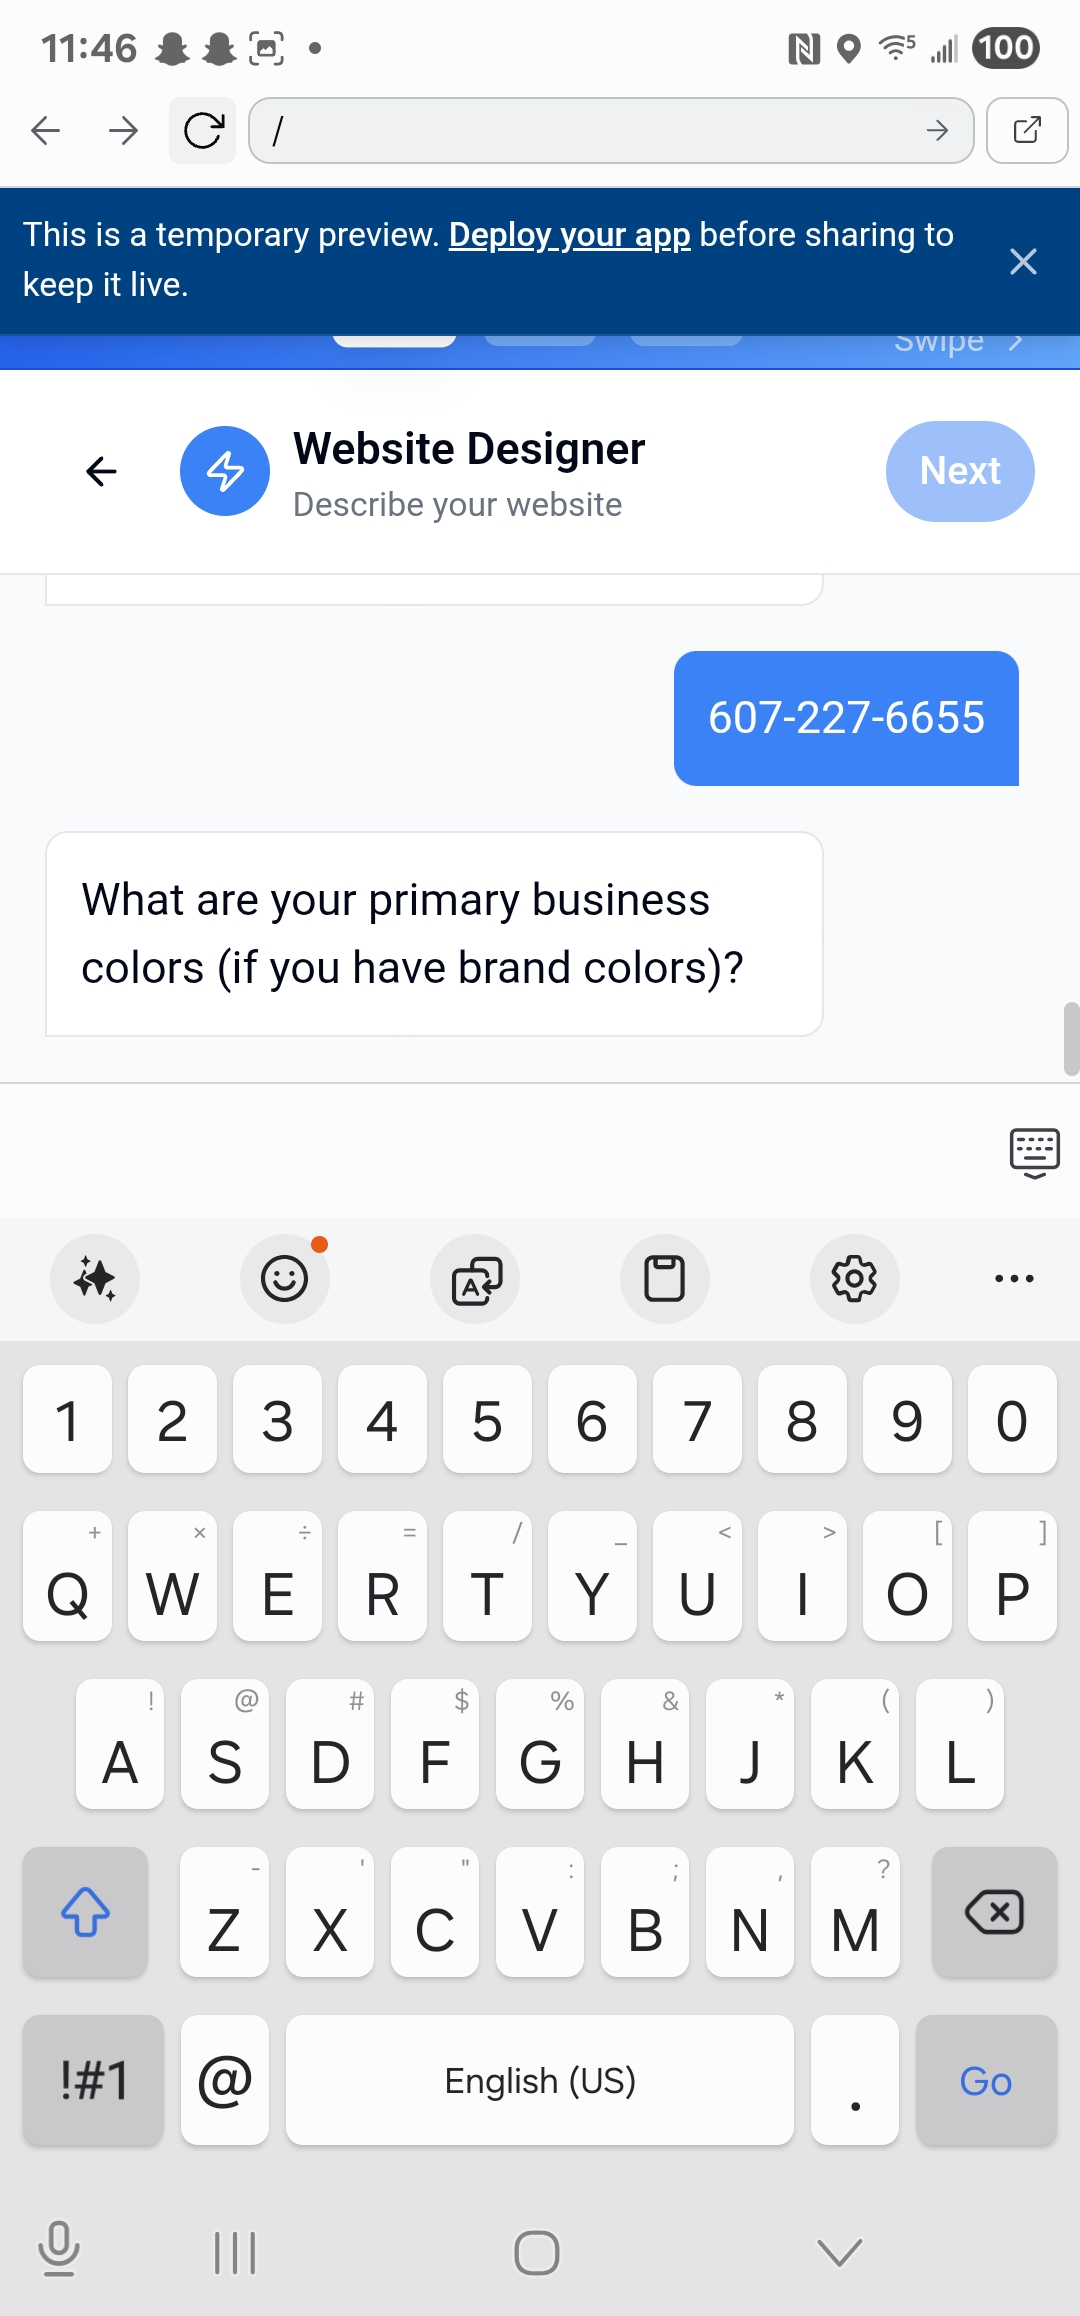 11:46
5
100
/
This is a temporary preview. Deploy your app before sharing to
keep it live.
Swipe
Website Designer
Describe your website
Next
607-227-6655
What are your primary business
colors (if you have brand colors)?
1 2 3 4 5 6 7 8 9 0
+ × ÷ = / _ < > [ ]
Q W E R T Y U I O P
! @ # $ % & * ( )
A S D F G H J K L
- ' " : ; , ?
Z X C V B N M
!#1 @ English (US) . Go